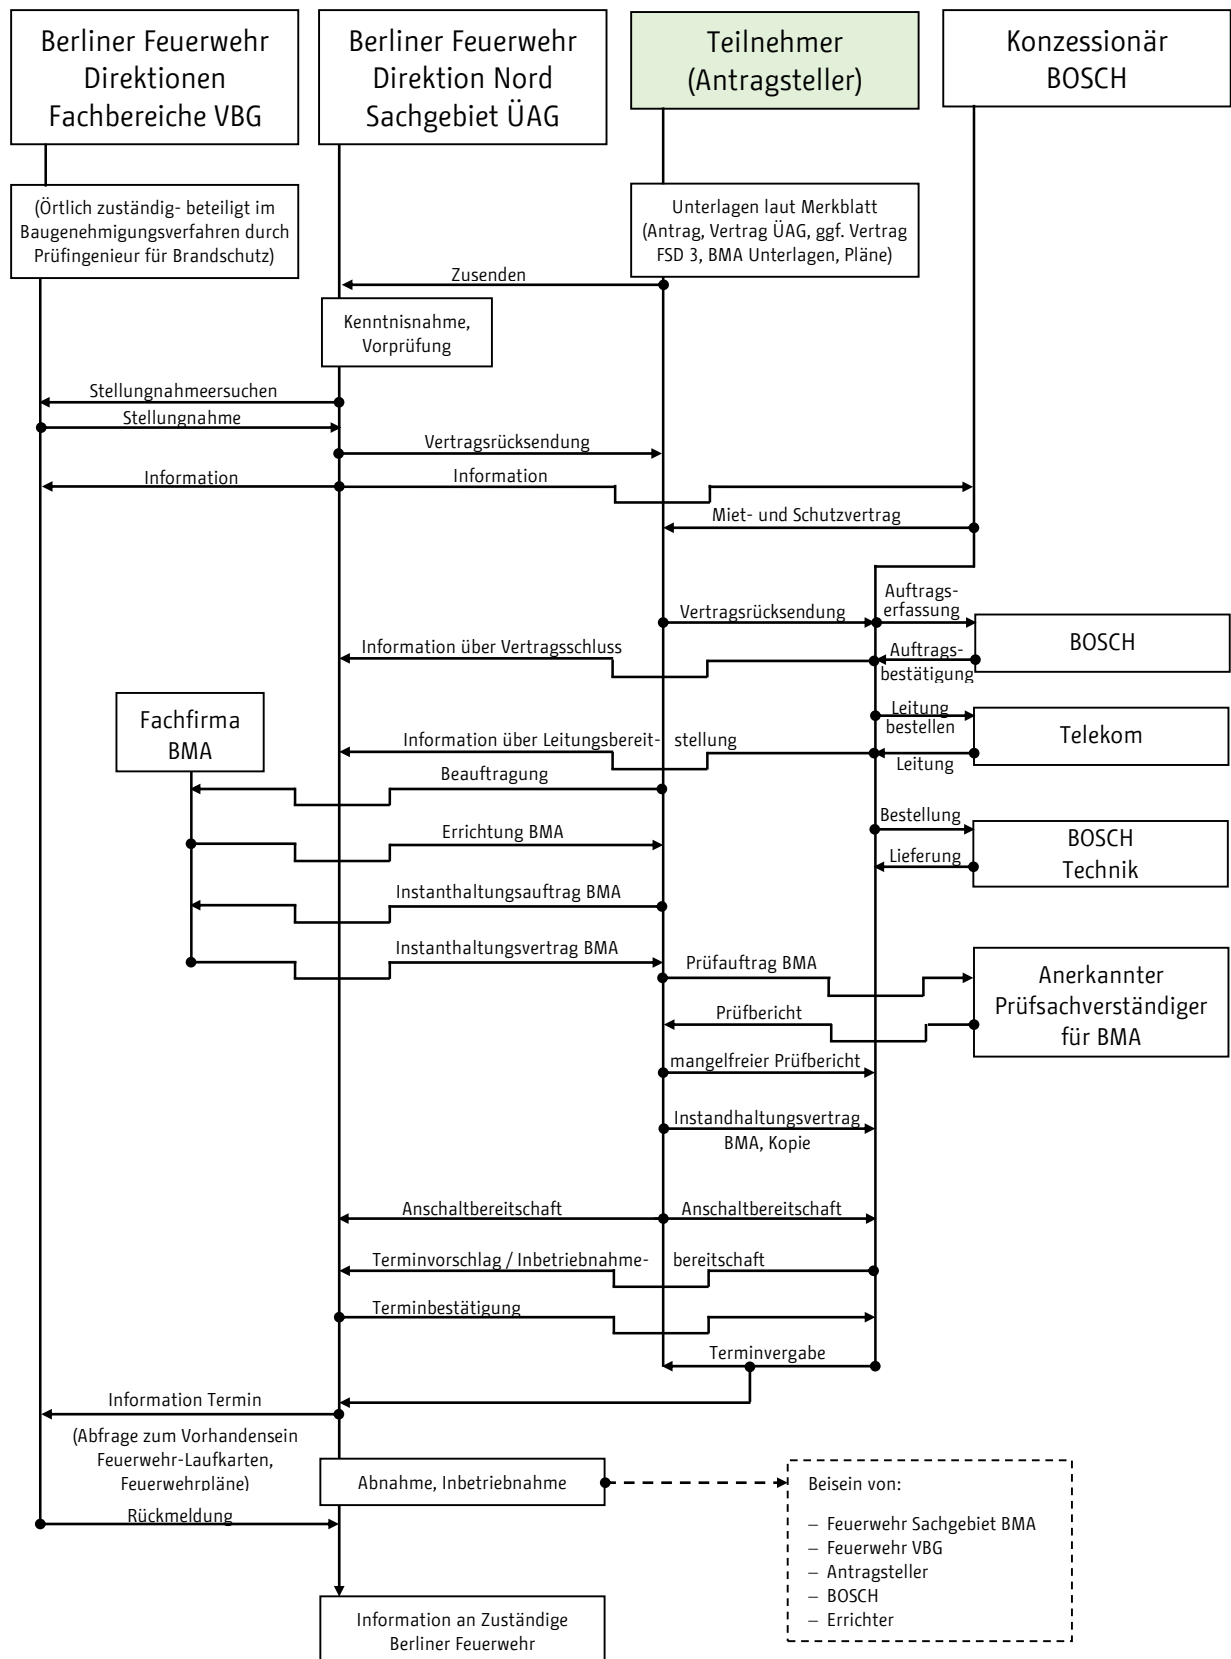 Berliner Feuerwehr
Direktionen
Fachbereiche VBG
Berliner Feuerwehr
Direktion Nord
Sachgebiet ÜAG
Teilnehmer
(Antragsteller)
Konzessionär
BOSCH
(Örtlich zuständig- beteiligt im
Baugenehmigungsverfahren durch
Prüfingenieur für Brandschutz)
Unterlagen laut Merkblatt
(Antrag, Vertrag ÜAG, ggf. Vertrag
FSD 3, BMA Unterlagen, Pläne)
Zusenden
Kenntnisnahme,
Vorprüfung
Stellungnahmeersuchen
Stellungnahme
Vertragsrücksendung
Information
Information
Miet- und Schutzvertrag
Vertragsrücksendung
Auftrags-
erfassung
BOSCH
Information über Vertragsschluss
Auftrags-
bestätigung
Fachfirma
BMA
Leitung
bestellen
Telekom
Information über Leitungsbereit- stellung
Leitung
Beauftragung
Bestellung
Errichtung BMA
BOSCH
Technik
Lieferung
Instanthaltungsauftrag BMA
Instanthaltungsvertrag BMA
Prüfauftrag BMA
Anerkannter
Prüfsachverständiger
für BMA
Prüfbericht
mangelfreier Prüfbericht
Instandhaltungsvertrag
BMA, Kopie
Anschaltbereitschaft
Anschaltbereitschaft
Terminvorschlag / Inbetriebnahme- bereitschaft
Terminbestätigung
Terminvergabe
Information Termin
(Abfrage zum Vorhandensein
Feuerwehr-Laufkarten,
Feuerwehrpläne)
Abnahme, Inbetriebnahme
Beisein von:
– Feuerwehr Sachgebiet BMA
– Feuerwehr VBG
– Antragsteller
– BOSCH
– Errichter
Rückmeldung
Information an Zuständige
Berliner Feuerwehr